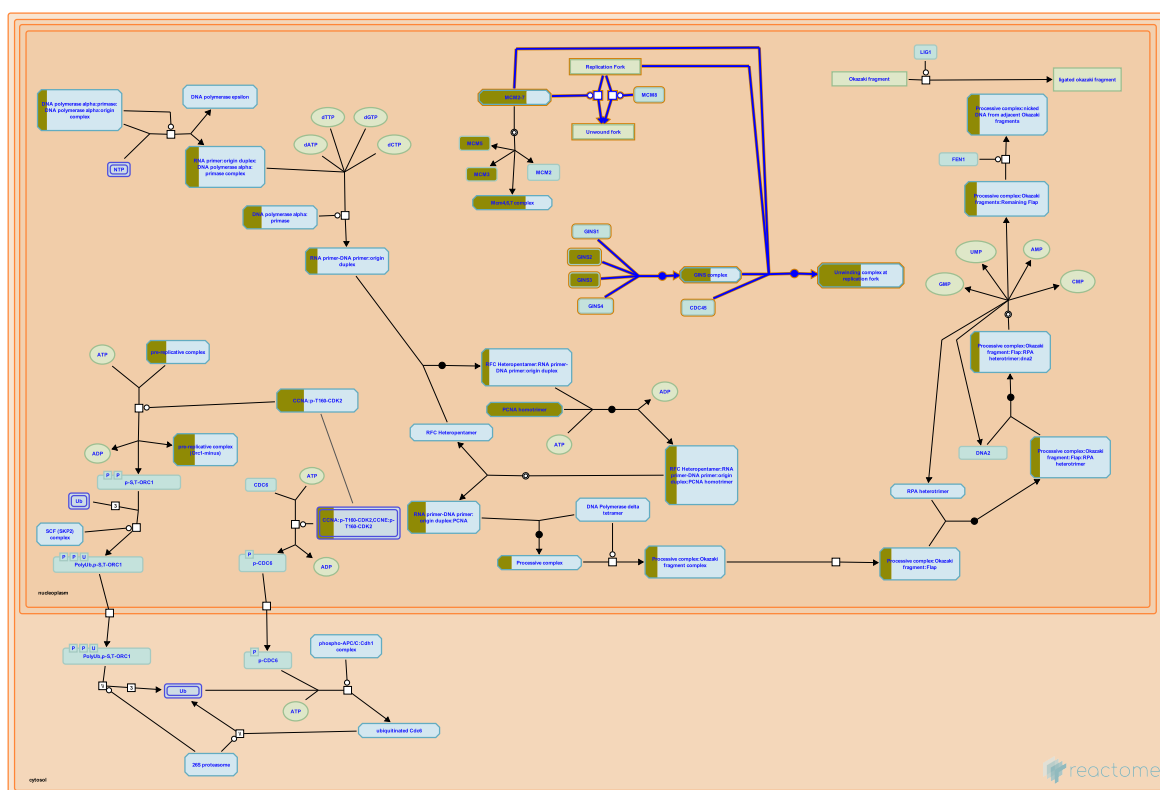 LIG1
Replication Fork
Okazaki fragment
ligated okazaki fragment
DNA polymerase alpha:primase:
DNA polymerase alpha:origin
complex
DNA polymerase epsilon
MCM2-7
MCM8
Processive complex:nicked
DNA from adjacent Okazaki
fragments
dTTP
dGTP
Unwound fork
dATP
dCTP
MCM5
FEN1
NTP
RNA primer:origin duplex:
DNA polymerase alpha:
primase complex
MCM3
MCM2
Mcm4,6,7 complex
Processive complex:Okazaki
fragments:Remaining Flap
DNA polymerase alpha:
primase
GINS1
RNA primer-DNA primer:origin
duplex
GINS2
GINS3
GINS complex
Unwinding complex at
replication fork
UMP
AMP
GMP
CMP
GINS4
CDC45
ATP
pre-replicative complex
RFC Heteropentamer:RNA primer-
DNA primer:origin duplex
Processive complex:Okazaki
fragment:Flap:RPA
heterotrimer:dna2
CCNA:p-T160-CDK2
ADP
PCNA homotrimer
RFC Heteropentamer
ATP
ADP
pre-replicative complex
(Orc1-minus)
DNA2
Processive complex:Okazaki
fragment:Flap:RPA
heterotrimer
P P
p-S,T-ORC1
CDC6
ATP
RFC Heteropentamer:RNA
primer-DNA primer:origin
duplex:PCNA homotrimer
RPA heterotrimer
Ub
3
CCNA:p-T160-CDK2,CCNE:p-
T160-CDK2
RNA primer-DNA primer:
origin duplex:PCNA
DNA Polymerase delta
tetramer
SCF (SKP2)
complex
P P U
PolyUb,p-S,T-ORC1
P
p-CDC6
ADP
Processive complex
Processive complex:Okazaki
fragment complex
Processive complex:Okazaki
fragment:Flap
nucleoplasm
P P U
PolyUb,p-S,T-ORC1
P
p-CDC6
phospho-APC/C:Cdh1
complex
3
Ub
ATP
ubiquitinated Cdc6
26S proteasome
cytosol
reactome